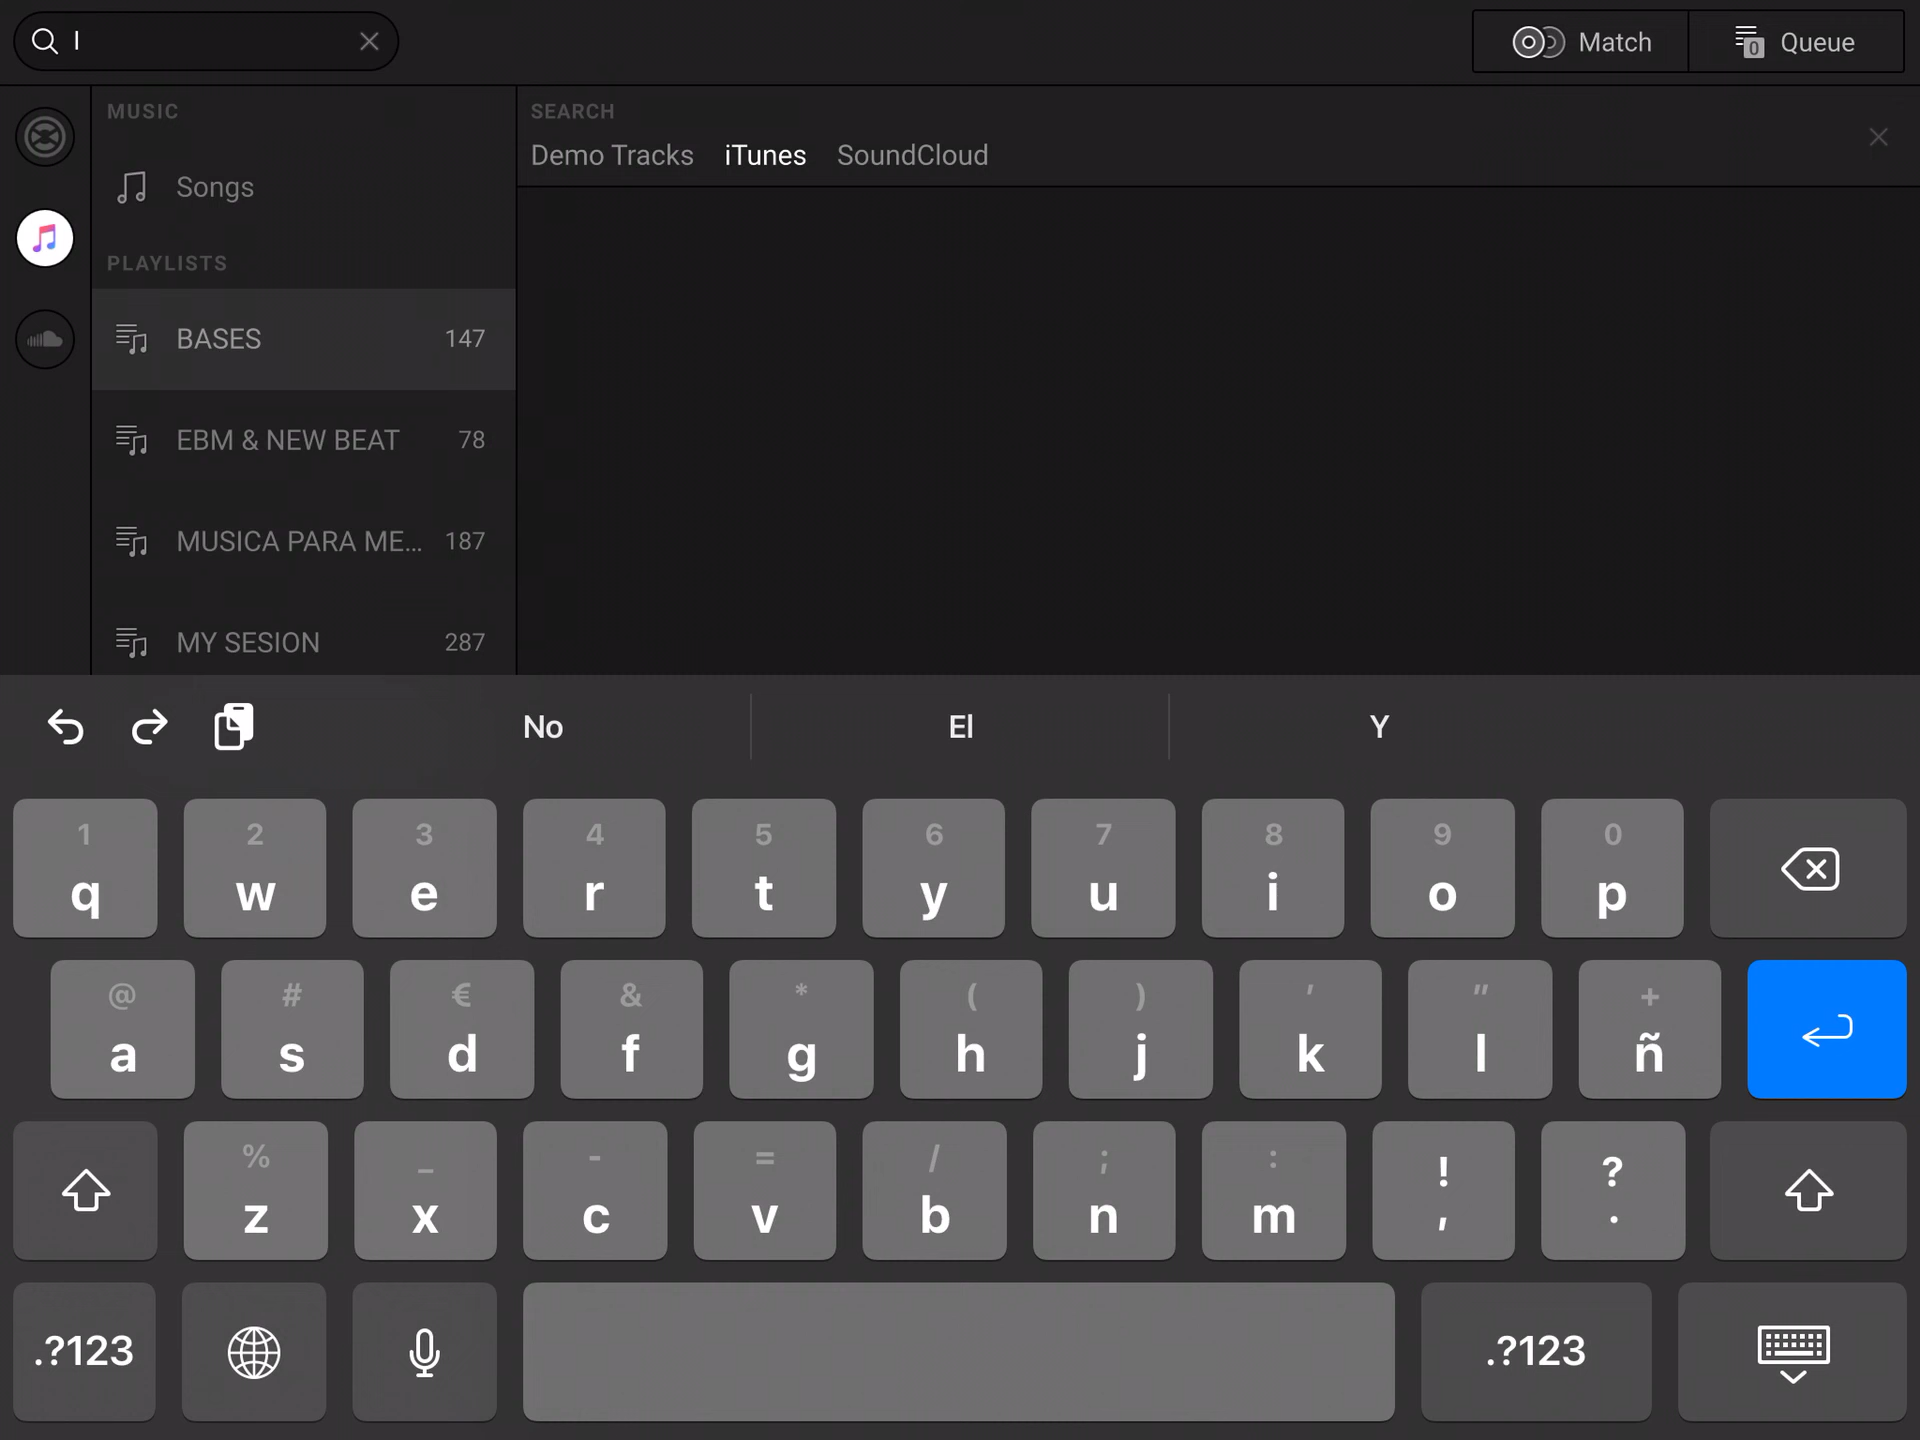 l
Match
0 Queue
MUSIC
Songs
PLAYLISTS
BASES 147
EBM & NEW BEAT 78
MUSICA PARA ME... 187
MY SESION 287
SEARCH
Demo Tracks iTunes SoundCloud
No El Y
1 2 3 4 5 6 7 8 9 0
q w e r t y u i o p
@ # € & * ( ) ' " +
a s d f g h j k l ñ
% _ - = / ; : ! ?
z x c v b n m , .
.?123 .?123